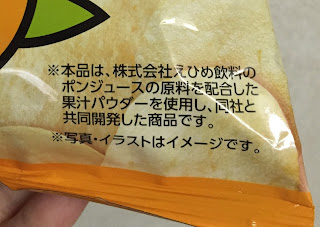 ※本品は、株式会社えひめ飲料の
ポンジュースの原料を配合した
果汁パウダーを使用し、同社と
共同開発した商品です。
※写真・イラストはイメージです。